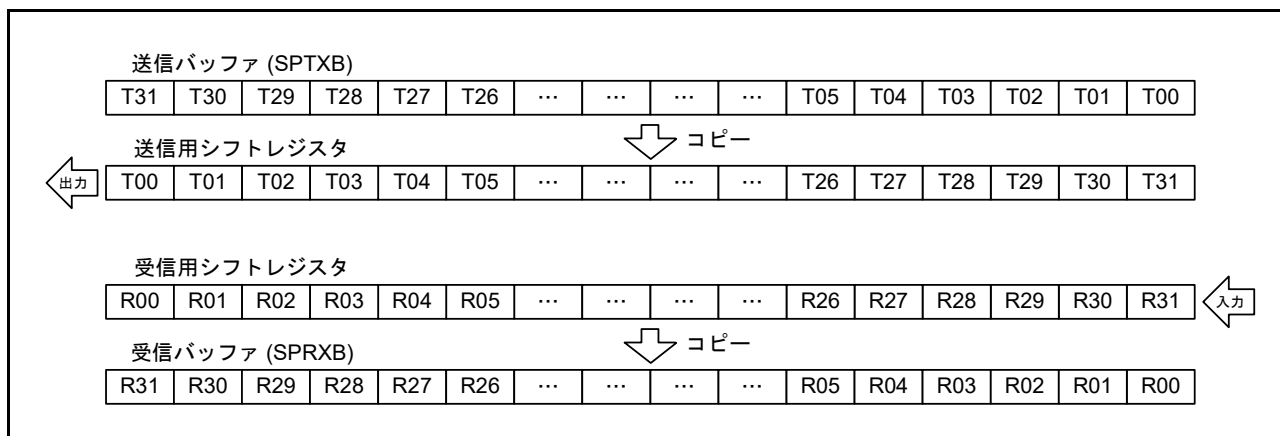 送信バッファ (SPTXB)
T31 T30 T29 T28 T27 T26 … … … … T05 T04 T03 T02 T01 T00
コピー
送信用シフトレジスタ
出力 T00 T01 T02 T03 T04 T05 … … … … T26 T27 T28 T29 T30 T31
受信用シフトレジスタ
R00 R01 R02 R03 R04 R05 … … … … R26 R27 R28 R29 R30 R31 入力
コピー
受信バッファ (SPRXB)
R31 R30 R29 R28 R27 R26 … … … … R05 R04 R03 R02 R01 R00